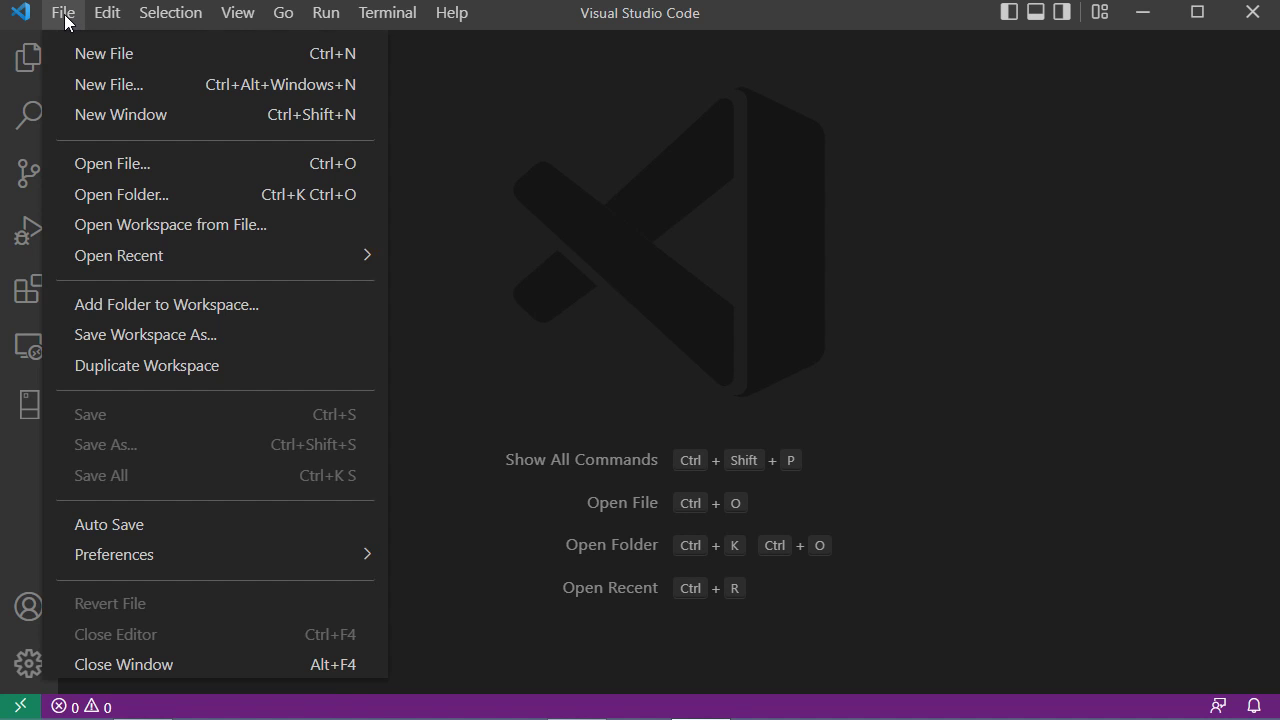 File Edit Selection View Go Run Terminal Help Visual Studio Code
New File Ctrl+N
New File... Ctrl+Alt+Windows+N
New Window Ctrl+Shift+N
Open File... Ctrl+O
Open Folder... Ctrl+K Ctrl+O
Open Workspace from File...
Open Recent
Add Folder to Workspace...
Save Workspace As...
Duplicate Workspace
Save Ctrl+S
Save As... Ctrl+Shift+S
Save All Ctrl+K S
Auto Save
Preferences
Revert File
Close Editor Ctrl+F4
Close Window Alt+F4
Show All Commands Ctrl + Shift + P
Open File Ctrl + O
Open Folder Ctrl + K Ctrl + O
Open Recent Ctrl + R
0 0